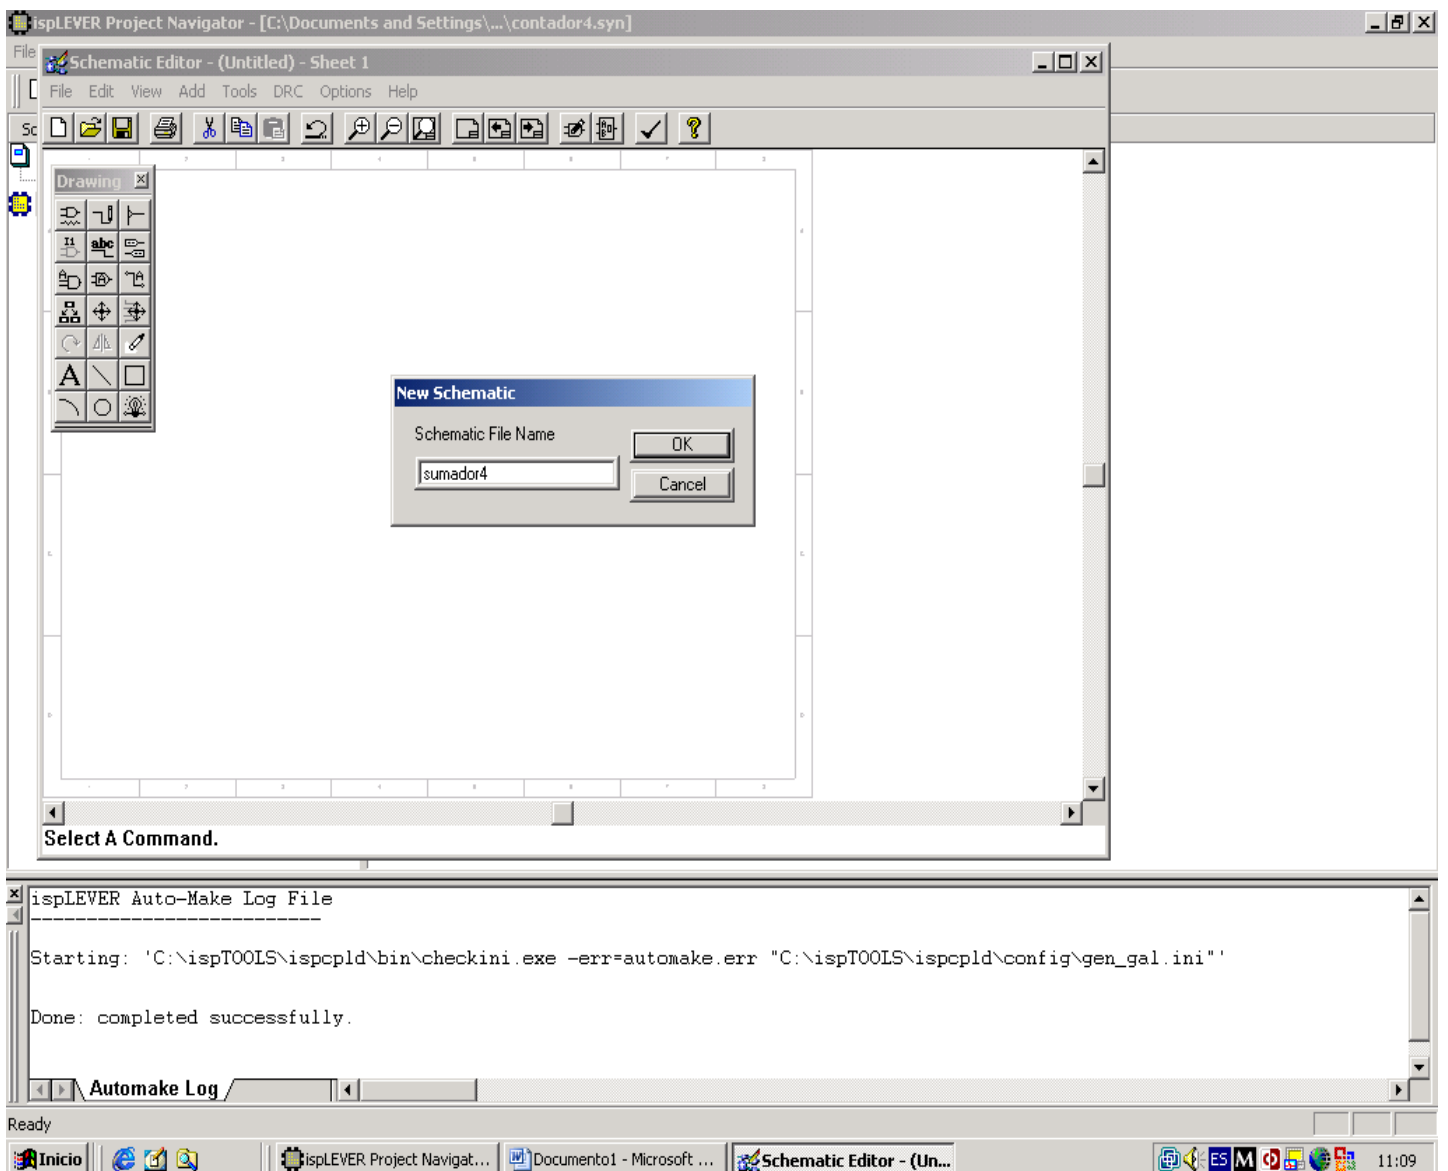 ispLEVER Project Navigator - [C:\Documents and Settings\...\contador4.syn]
File
Schematic Editor - (Untitled) - Sheet 1
File Edit View Add Tools DRC Options Help
Drawing
I1
abc
A
New Schematic
Schematic File Name
OK
sumador4
Cancel
Select A Command.
ispLEVER Auto-Make Log File
---------------------------
Starting: 'C:\ispTOOLS\ispcpld\bin\checkini.exe -err=automake.err "C:\ispTOOLS\ispcpld\config\gen_gal.ini"'
Done: completed successfully.
Automake Log
Ready
Inicio ispLEVER Project Navigat... Documento1 - Microsoft ... Schematic Editor - (Un... ES M 11:09